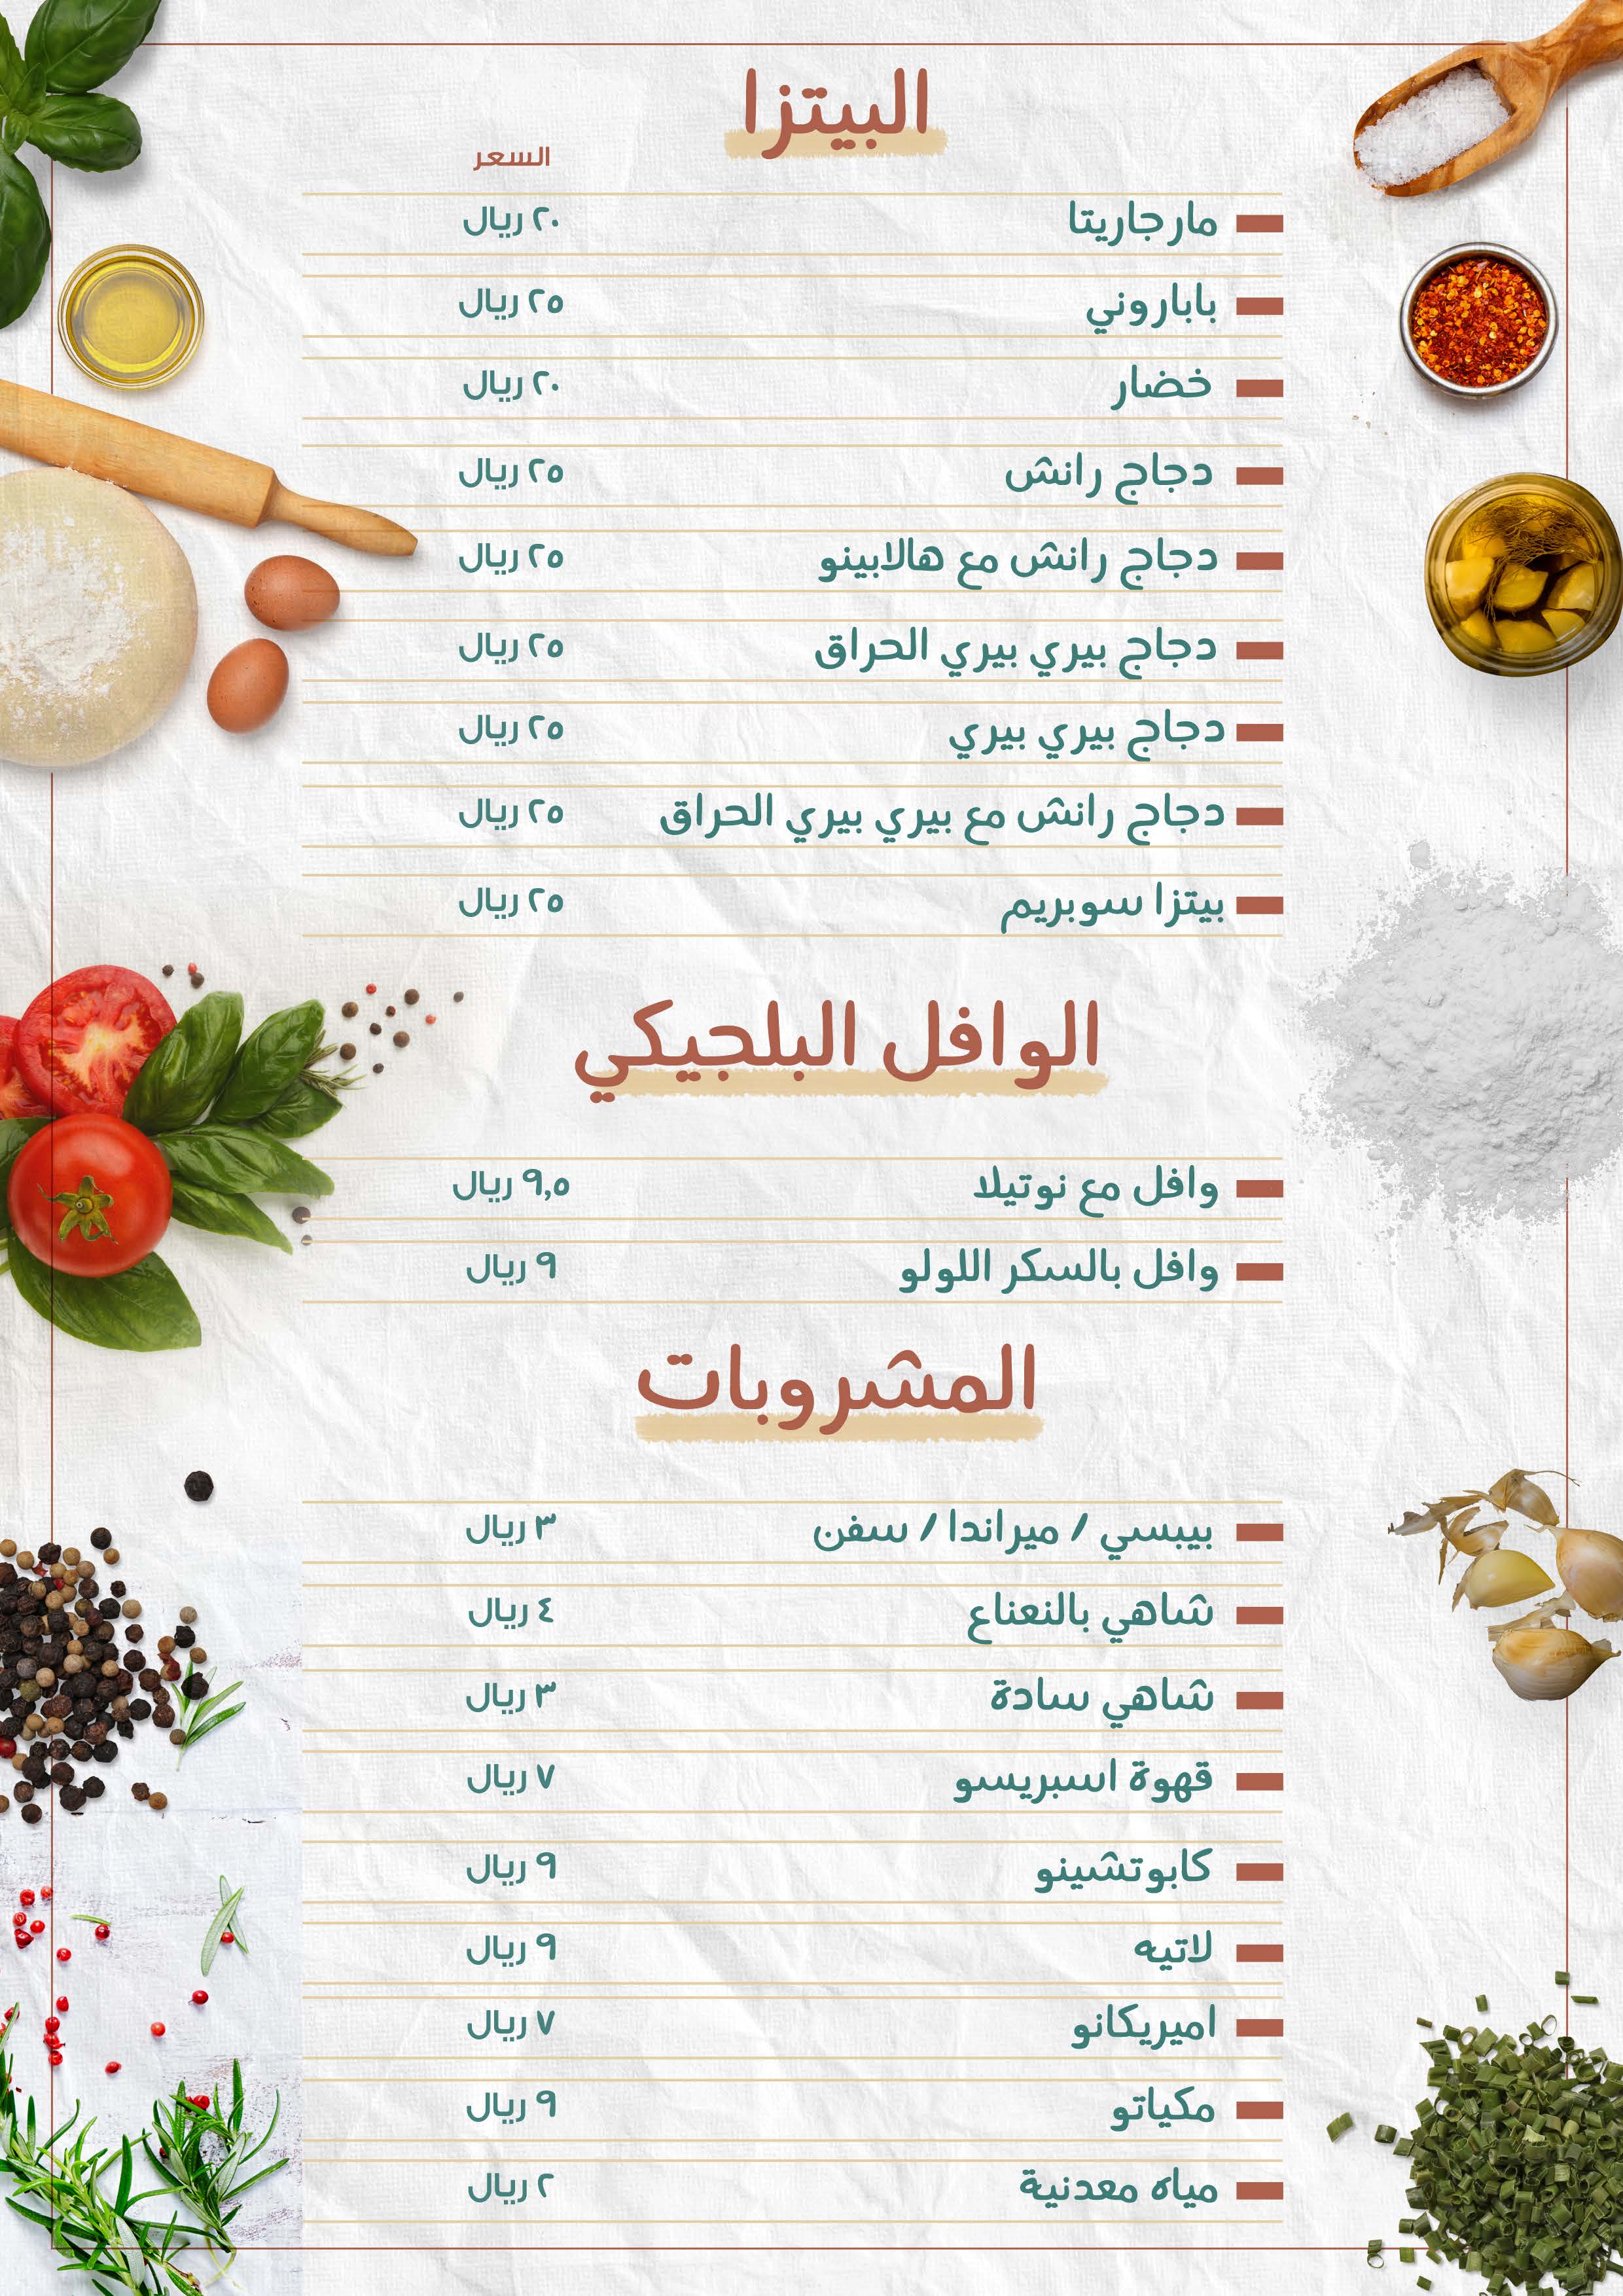 البيتزا
السعر
مارجاريتا ٢٠ ريال
باباروني ٢٥ ريال
خضار ٢٠ ريال
دجاج رانش ٢٥ ريال
دجاج رانش مع هالابينو ٢٥ ريال
دجاج بيري بيري الحراق ٢٥ ريال
دجاج بيري بيري ٢٥ ريال
دجاج رانش مع بيري بيري الحراق ٢٥ ريال
بيتزا سوبريم ٢٥ ريال
الوافل البلجيكي
وافل مع نوتيلا ٩,٥ ريال
وافل بالسكر اللولو ٩ ريال
المشروبات
بيبسي / ميراندا / سفن ٣ ريال
شاهي بالنعناع ٤ ريال
شاهي سادة ٣ ريال
قهوة اسبريسو ٧ ريال
كابوتشينو ٩ ريال
لاتيه ٩ ريال
اميريكانو ٧ ريال
مكياتو ٩ ريال
مياه معدنية ٢ ريال